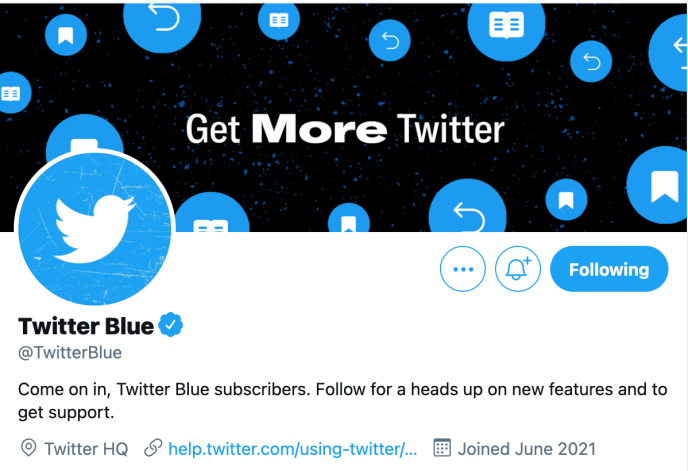 Get More Twitter
Following
Twitter Blue
@TwitterBlue
Come on in, Twitter Blue subscribers. Follow for a heads up on new features and to
get support.
Twitter HQ help.twitter.com/using-twitter/... Joined June 2021